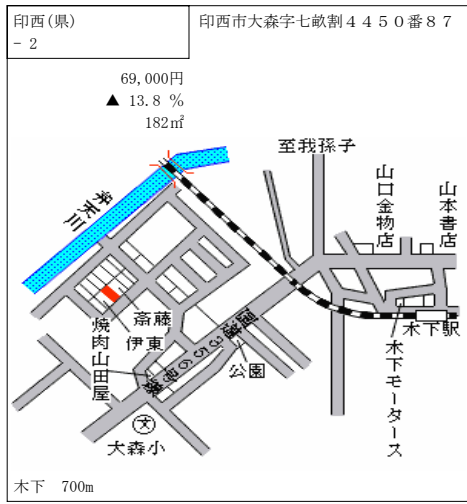 印西(県)
- 2
印西市大森字七畝割4450番87
69,000円
▲ 13.8 %
182㎡
至我孫子
弁天川
山口金物店
山本書店
斎藤
伊東
焼肉山田屋
国道356号線
公園
木下駅
木下モータース
大森小
文
木下 700m